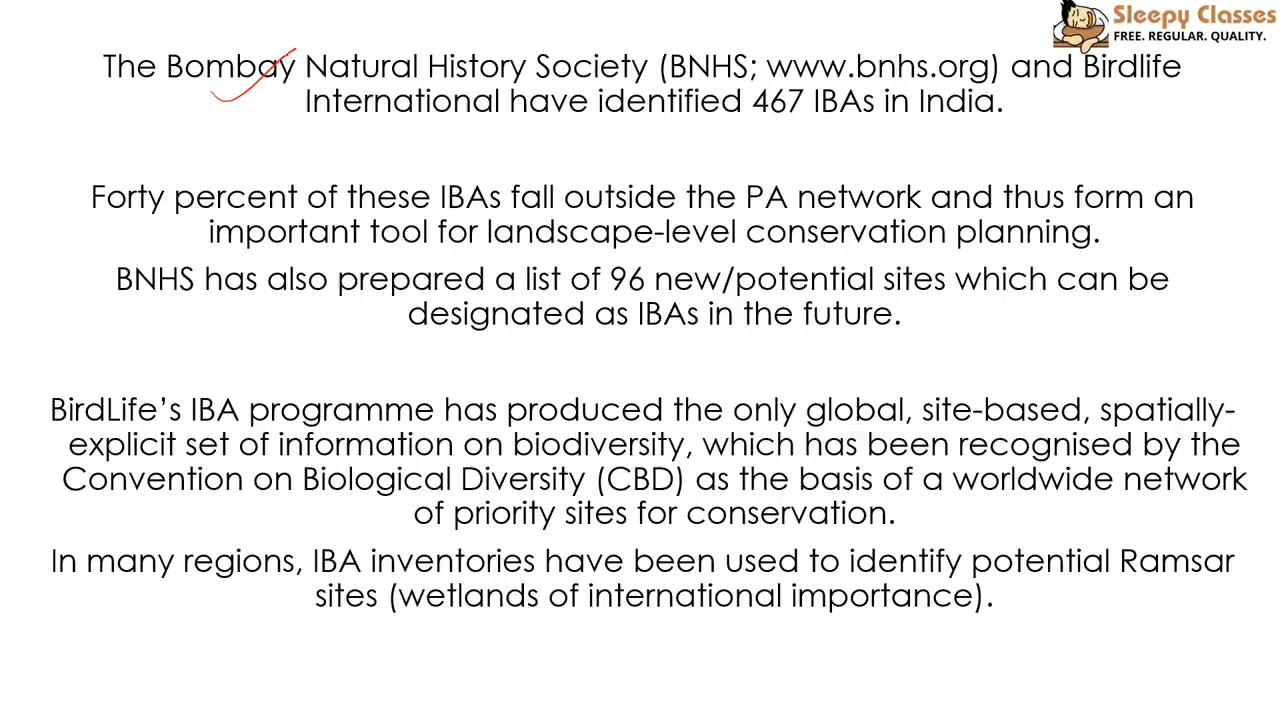 Sleepy Classes
FREE. REGULAR. QUALITY.
The Bombay Natural History Society (BNHS; www.bnhs.org) and Birdlife
International have identified 467 IBAs in India.
Forty percent of these IBAs fall outside the PA network and thus form an
important tool for landscape-level conservation planning.
BNHS has also prepared a list of 96 new/potential sites which can be
designated as IBAs in the future.
BirdLife’s IBA programme has produced the only global, site-based, spatially-
explicit set of information on biodiversity, which has been recognised by the
Convention on Biological Diversity (CBD) as the basis of a worldwide network
of priority sites for conservation.
In many regions, IBA inventories have been used to identify potential Ramsar
sites (wetlands of international importance).